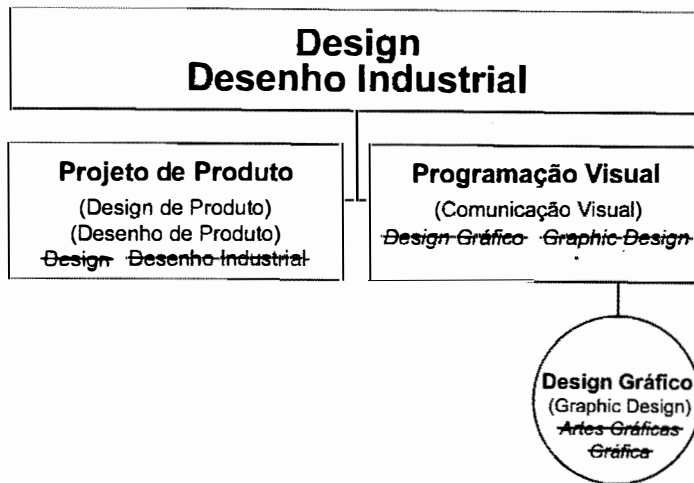 Design
Desenho Industrial
Projeto de Produto
(Design de Produto)
(Desenho de Produto)
Design Desenho Industrial
Programação Visual
(Comunicação Visual)
Design Gráfico Graphic Design
Design Gráfico
(Graphic Design)
Artes Gráficas
Gráfica